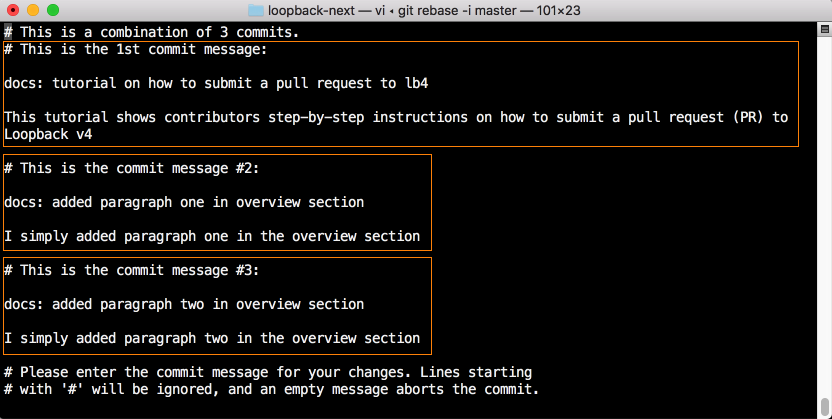 loopback-next — vi ◂ git rebase -i master — 101×23
# This is a combination of 3 commits.
# This is the 1st commit message:
docs: tutorial on how to submit a pull request to lb4
This tutorial shows contributors step-by-step instructions on how to submit a pull request (PR) to
Loopback v4
# This is the commit message #2:
docs: added paragraph one in overview section
I simply added paragraph one in the overview section
# This is the commit message #3:
docs: added paragraph two in overview section
I simply added paragraph two in the overview section
# Please enter the commit message for your changes. Lines starting
# with '#' will be ignored, and an empty message aborts the commit.